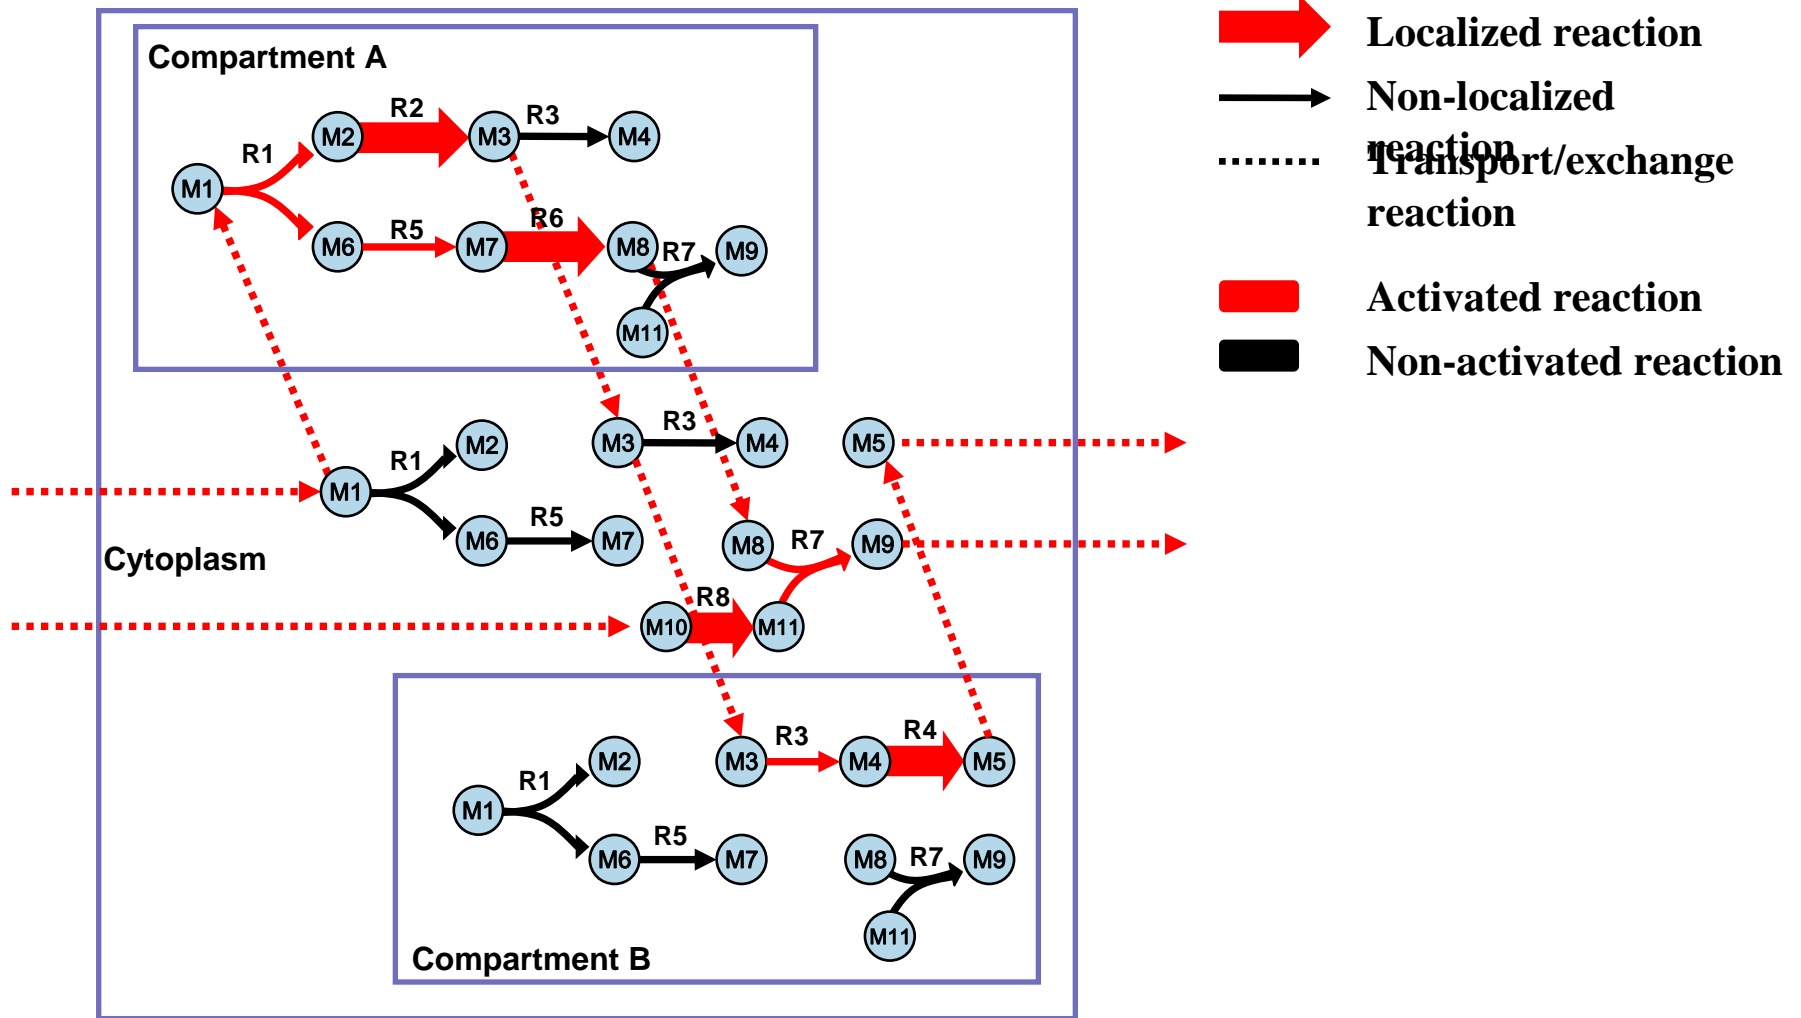 Compartment A
R2
R3
M2
M3
M4
R1
M1
R6
R5
R7
M6
M7
M8
M9
M11
R3
M3
M4
M5
M2
R1
M1
R5
R7
M6
M7
M8
M9
Cytoplasm
R8
M10
M11
R4
R3
M2
M3
M4
M5
R1
M1
R5
R7
M6
M7
M8
M9
M11
Compartment B
Localized reaction
Non-localized
reaction
Transport/exchange
reaction
Activated reaction
Non-activated reaction